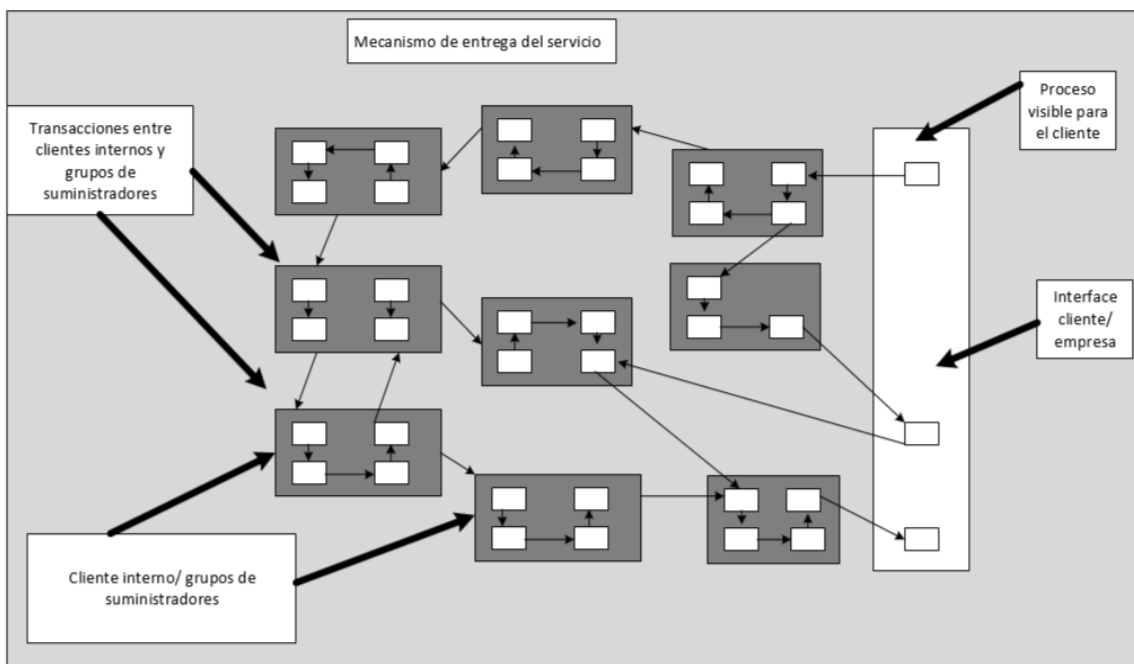 Mecanismo de entrega del servicio
Transacciones entre
clientes internos y
grupos de
suministradores
Proceso
visible para
el cliente
Interface
cliente/
empresa
Cliente interno/ grupos de
suministradores